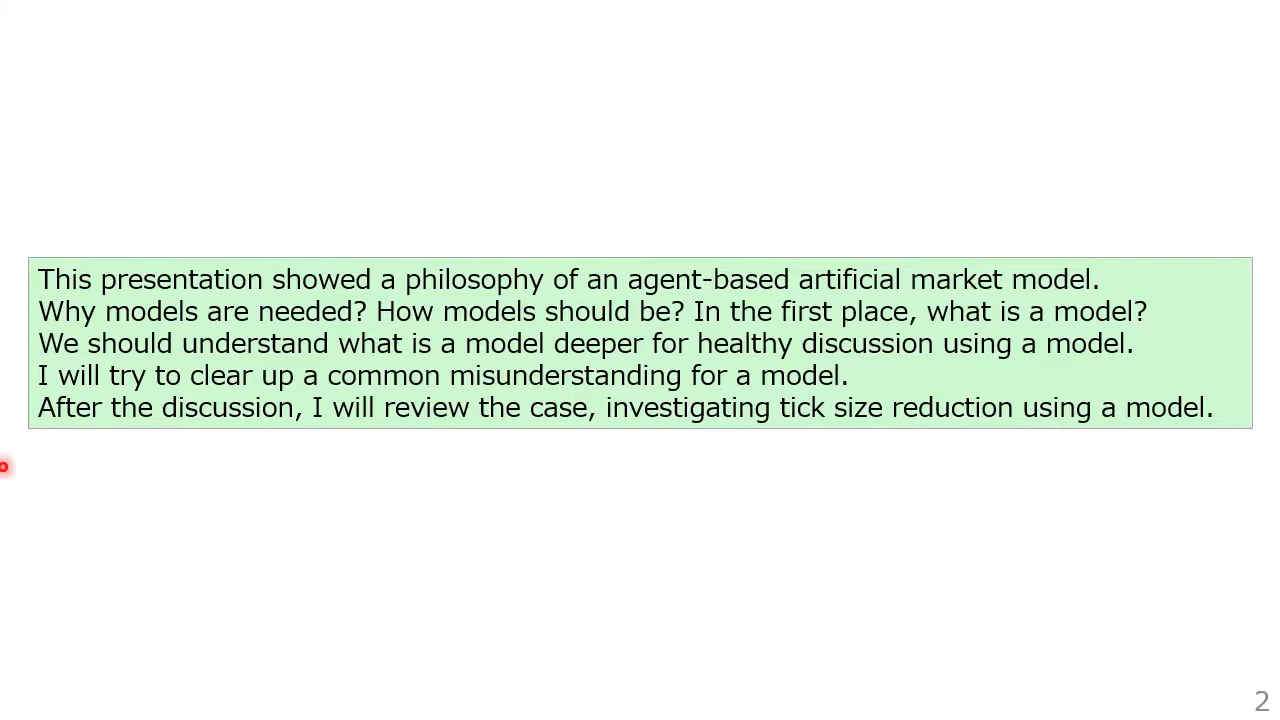 This presentation showed a philosophy of an agent-based artificial market model.
Why models are needed? How models should be? In the first place, what is a model?
We should understand what is a model deeper for healthy discussion using a model.
I will try to clear up a common misunderstanding for a model.
After the discussion, I will review the case, investigating tick size reduction using a model.
2